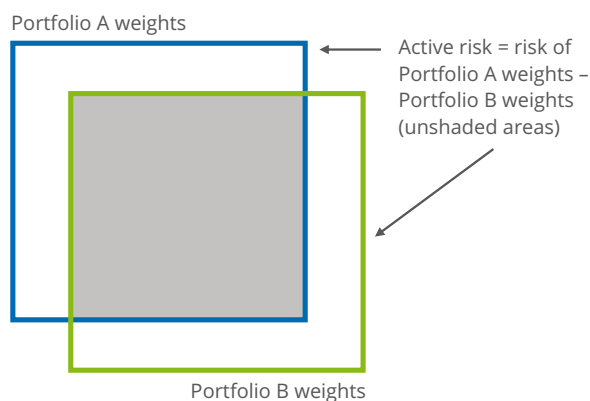 Portfolio A weights
Active risk = risk of
Portfolio A weights –
Portfolio B weights
(unshaded areas)
Portfolio B weights